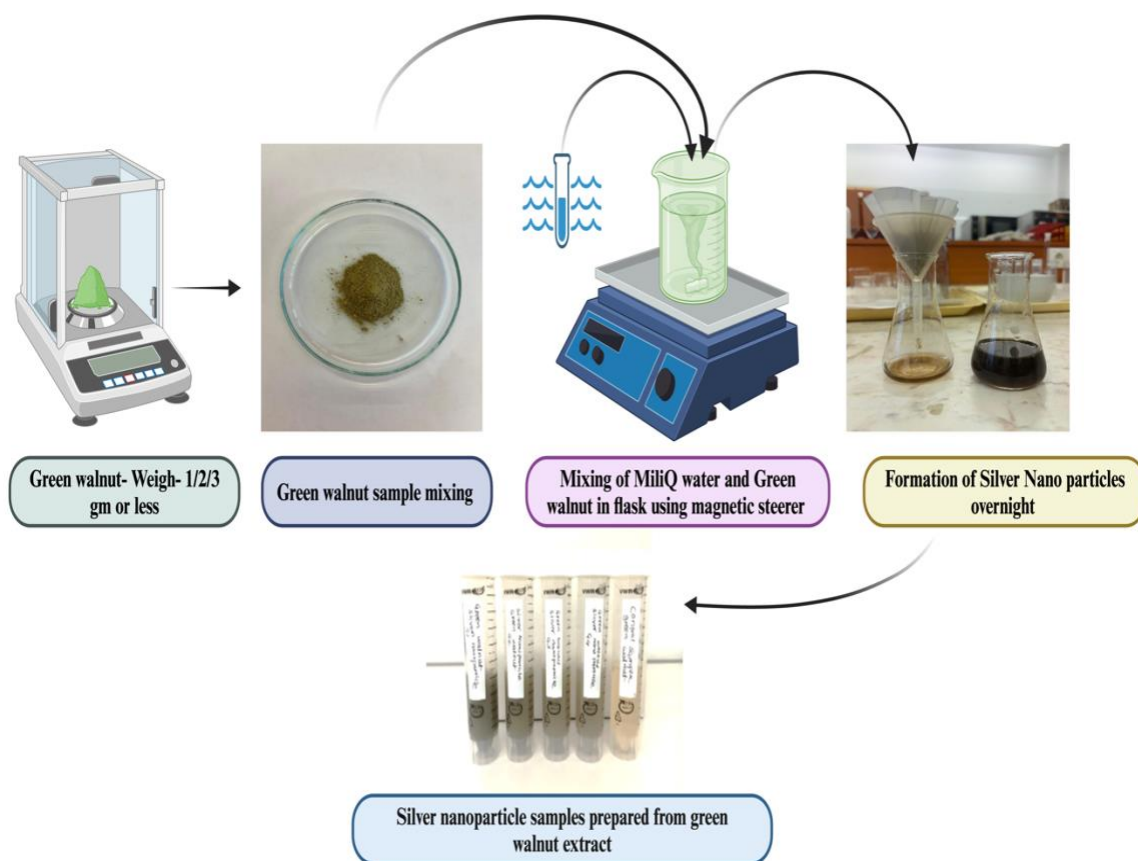 Green walnut- Weigh- 1/2/3
gm or less
Green walnut sample mixing
Mixing of MiliQ water and Green
walnut in flask using magnetic steerer
Formation of Silver Nano particles
overnight
Silver nanoparticle samples prepared from green
walnut extract